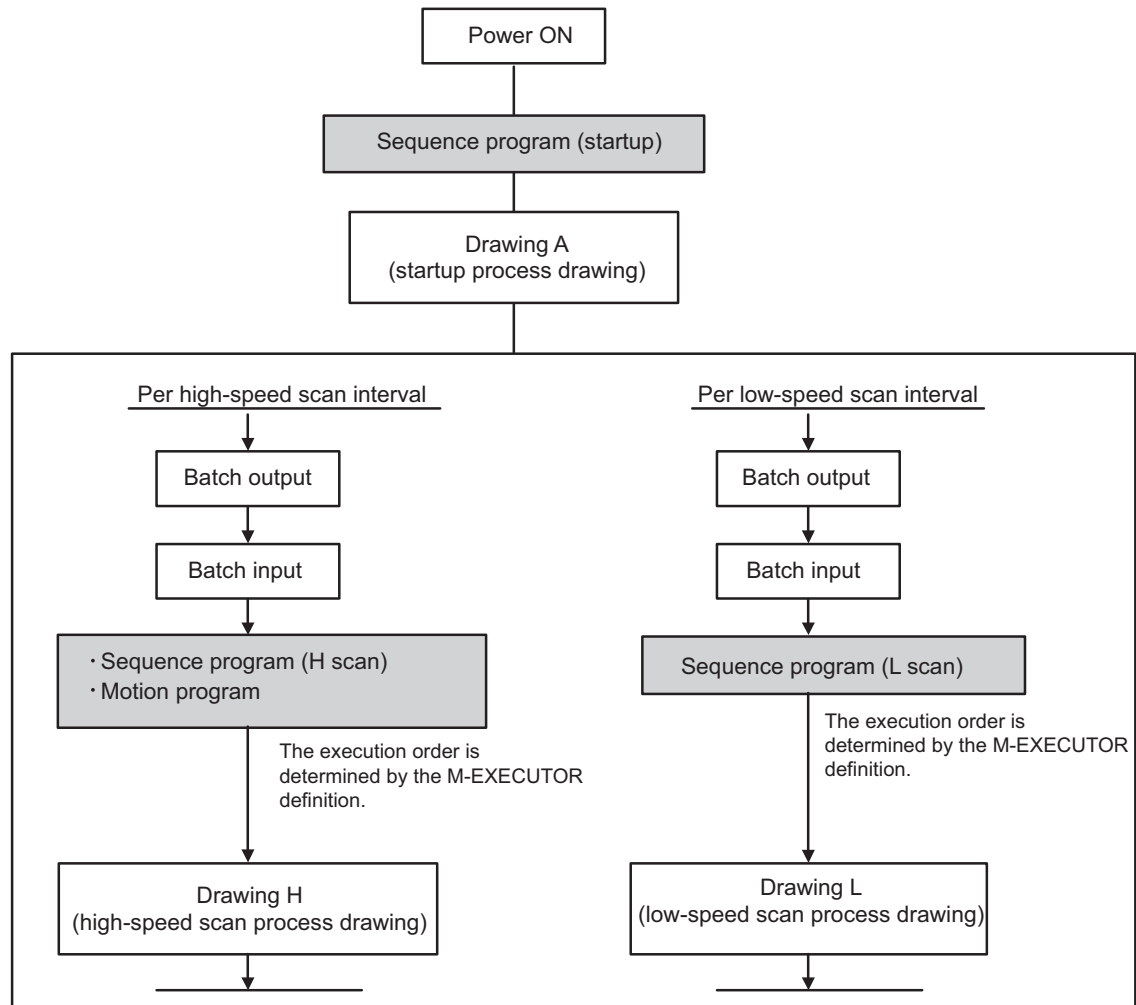 Power ON
Sequence program (startup)
Drawing A
(startup process drawing)
Per high-speed scan interval
Batch output
Batch input
・Sequence program (H scan)
・Motion program
The execution order is
determined by the M-EXECUTOR
definition.
Drawing H
(high-speed scan process drawing)
Per low-speed scan interval
Batch output
Batch input
Sequence program (L scan)
The execution order is
determined by the M-EXECUTOR
definition.
Drawing L
(low-speed scan process drawing)